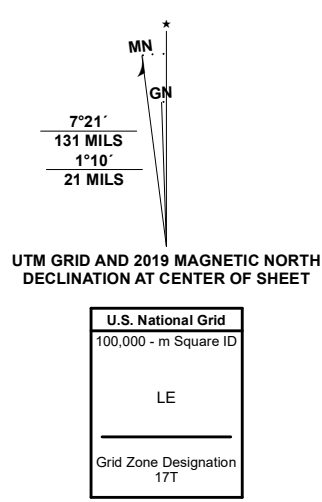 MN
GN
7°21´
131 MILS
1°10´
21 MILS
UTM GRID AND 2019 MAGNETIC NORTH
DECLINATION AT CENTER OF SHEET
U.S. National Grid
100,000 - m Square ID
LE
Grid Zone Designation
17T